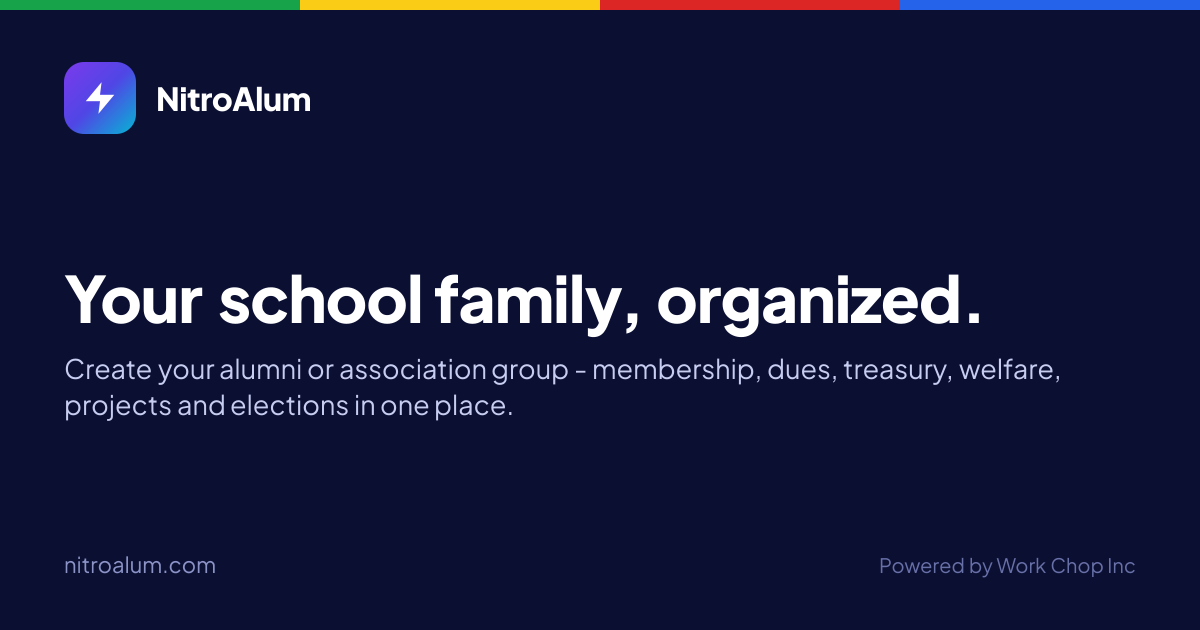 NitroAlum
Your school family, organized.
Create your alumni or association group - membership, dues, treasury, welfare,
projects and elections in one place.
nitroalum.com
Powered by Work Chop Inc